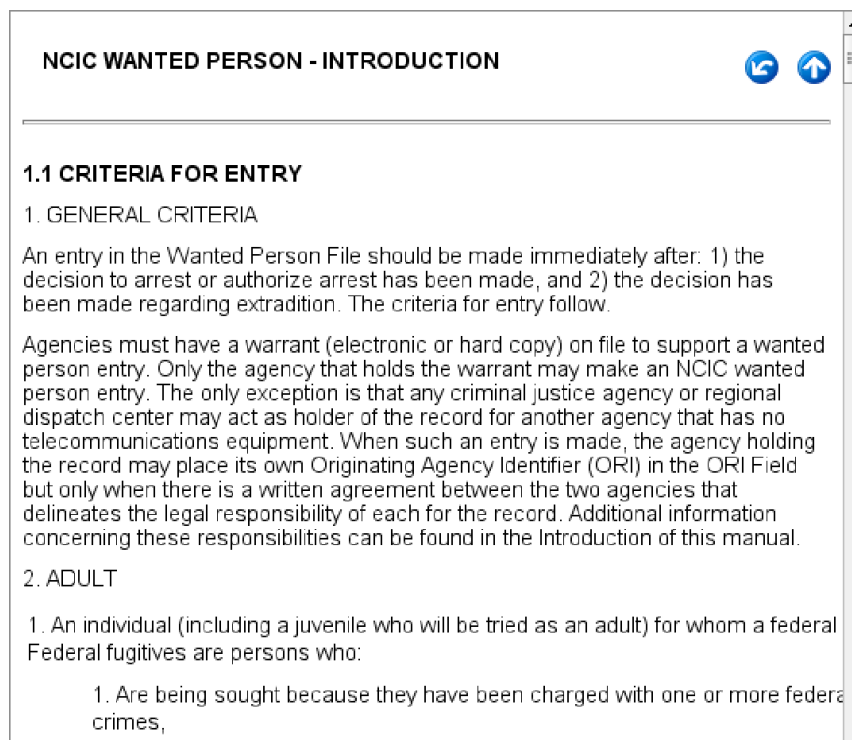 NCIC WANTED PERSON - INTRODUCTION
1.1 CRITERIA FOR ENTRY
1. GENERAL CRITERIA
An entry in the Wanted Person File should be made immediately after: 1) the
decision to arrest or authorize arrest has been made, and 2) the decision has
been made regarding extradition. The criteria for entry follow.
Agencies must have a warrant (electronic or hard copy) on file to support a wanted
person entry. Only the agency that holds the warrant may make an NCIC wanted
person entry. The only exception is that any criminal justice agency or regional
dispatch center may act as holder of the record for another agency that has no
telecommunications equipment. When such an entry is made, the agency holding
the record may place its own Originating Agency Identifier (ORI) in the ORI Field
but only when there is a written agreement between the two agencies that
delineates the legal responsibility of each for the record. Additional information
concerning these responsibilities can be found in the Introduction of this manual.
2. ADULT
1. An individual (including a juvenile who will be tried as an adult) for whom a federal
Federal fugitives are persons who:
1. Are being sought because they have been charged with one or more federa
crimes,